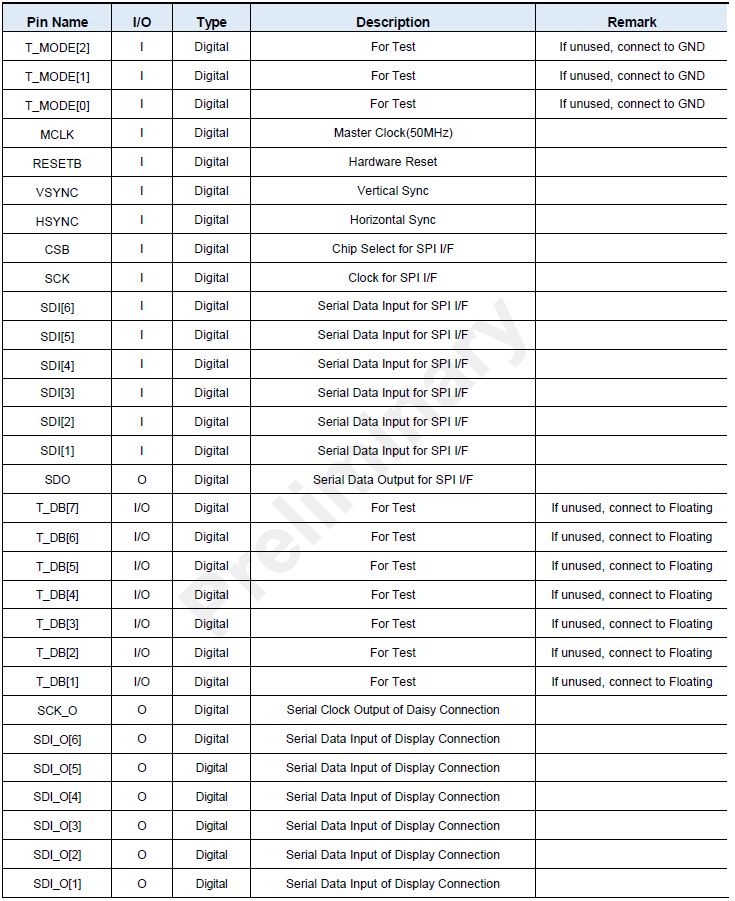 Pin Name I/O Type Description Remark
T_MODE[2] I Digital For Test If unused, connect to GND
T_MODE[1] I Digital For Test If unused, connect to GND
T_MODE[0] I Digital For Test If unused, connect to GND
MCLK I Digital Master Clock(50MHz)
RESETB I Digital Hardware Reset
VSYNC I Digital Vertical Sync
HSYNC I Digital Horizontal Sync
CSB I Digital Chip Select for SPI I/F
SCK I Digital Clock for SPI I/F
SDI[6] I Digital Serial Data Input for SPI I/F
SDI[5] I Digital Serial Data Input for SPI I/F
SDI[4] I Digital Serial Data Input for SPI I/F
SDI[3] I Digital Serial Data Input for SPI I/F
SDI[2] I Digital Serial Data Input for SPI I/F
SDI[1] I Digital Serial Data Input for SPI I/F
SDO O Digital Serial Data Output for SPI I/F
T_DB[7] I/O Digital For Test If unused, connect to Floating
T_DB[6] I/O Digital For Test If unused, connect to Floating
T_DB[5] I/O Digital For Test If unused, connect to Floating
T_DB[4] I/O Digital For Test If unused, connect to Floating
T_DB[3] I/O Digital For Test If unused, connect to Floating
T_DB[2] I/O Digital For Test If unused, connect to Floating
T_DB[1] I/O Digital For Test If unused, connect to Floating
SCK_O O Digital Serial Clock Output of Daisy Connection
SDI_O[6] O Digital Serial Data Input of Display Connection
SDI_O[5] O Digital Serial Data Input of Display Connection
SDI_O[4] O Digital Serial Data Input of Display Connection
SDI_O[3] O Digital Serial Data Input of Display Connection
SDI_O[2] O Digital Serial Data Input of Display Connection
SDI_O[1] O Digital Serial Data Input of Display Connection
Preliminary